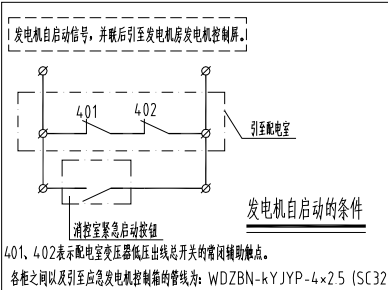 发电机自启动信号，并联后引至发电机房发电机控制屏。
401
402
引至配电室
发电机自启动的条件
消控室紧急启动按钮
401、402表示配电室变压器低压出线总开关的常闭辅助触点。
各柜之间以及引至应急发电机控制箱的管线为：WDZBN-kYJYP-4×2.5（SC32